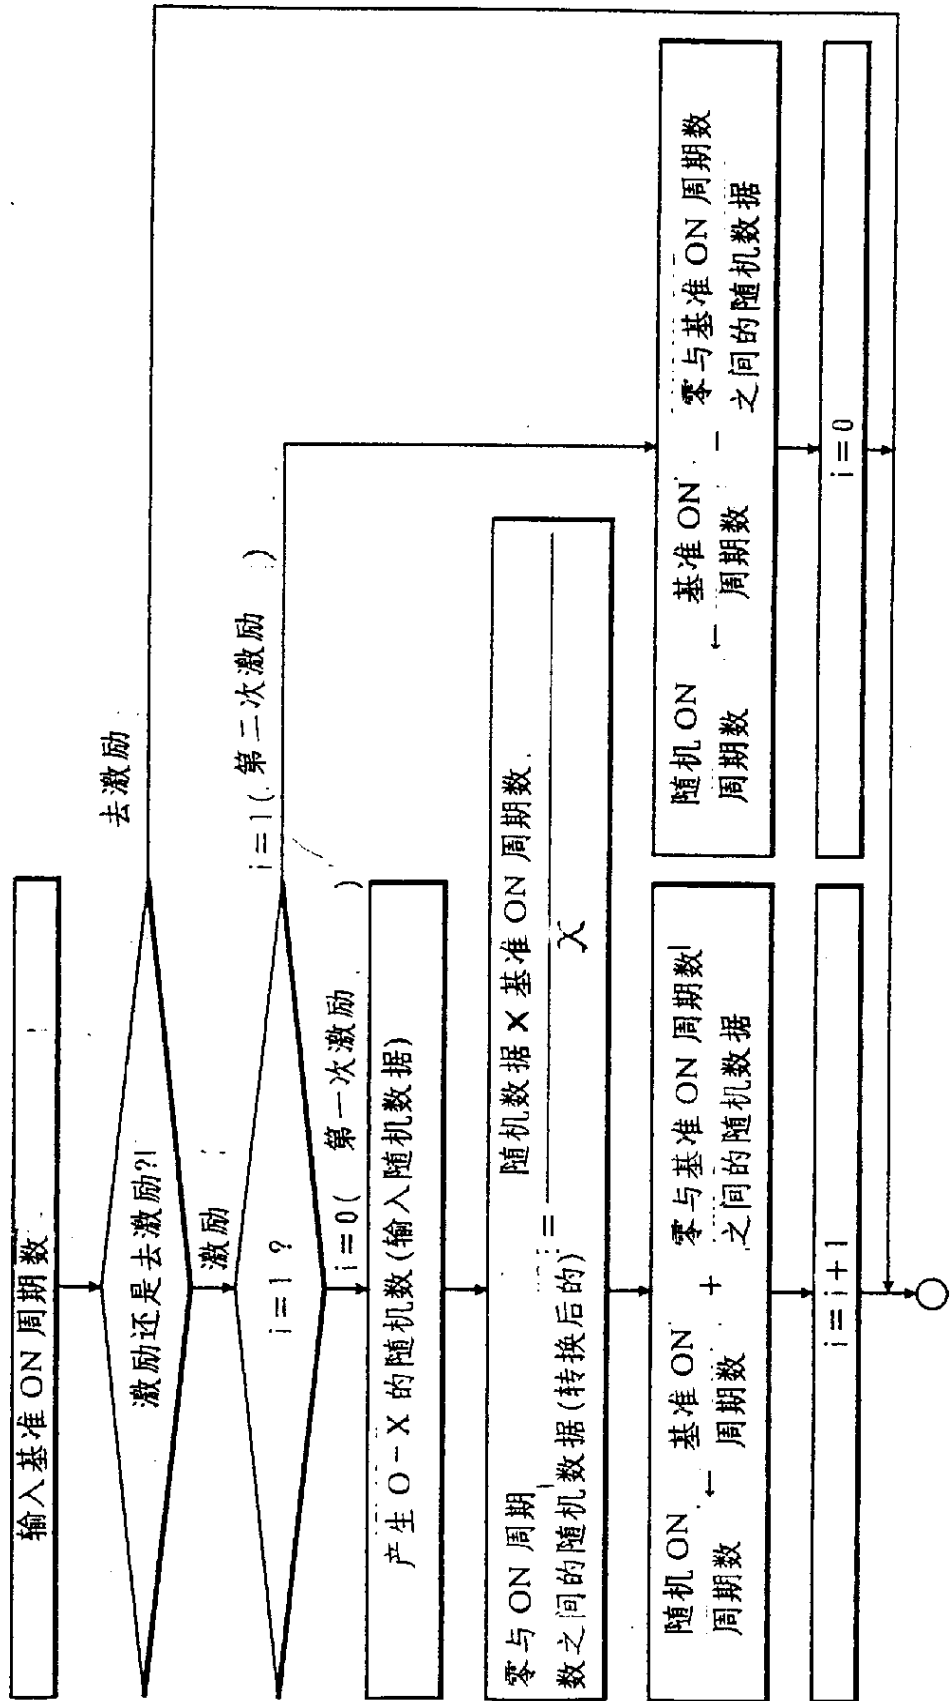 输入基准 ON 周期数
激励还是去激励?
去激励
激励
i = 1 ?
i = 1 ( 第二次激励 )
i = 0 ( 第一次激励 )
产生 O － X 的随机数 (输入随机数据)
零与 ON 周期
数之间的随机数据 (转换后的) =
随机数据 × 基准 ON 周期数
X
随机 ON
周期数
←
基准 ON
周期数
+
零与基准 ON 周期数
之间的随机数据
i = i + 1
随机 ON
周期数
←
基准 ON
周期数
－
零与基准 ON 周期数
之间的随机数据
i = 0